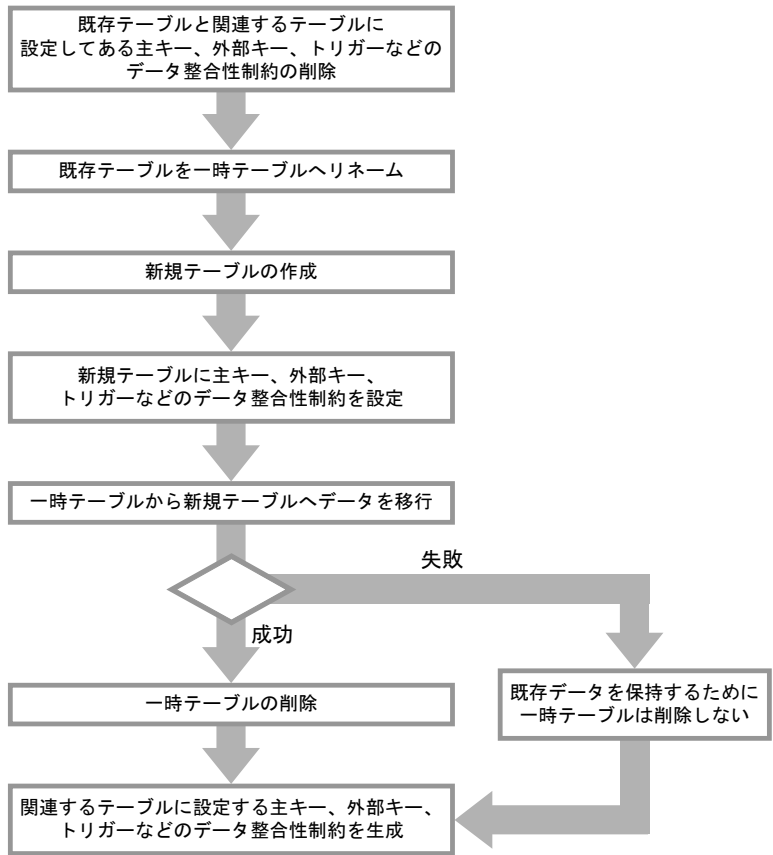 既存テーブルと関連するテーブルに
設定してある主キー、外部キー、トリガーなどの
データ整合性制約の削除
既存テーブルを一時テーブルへリネーム
新規テーブルの作成
新規テーブルに主キー、外部キー、
トリガーなどのデータ整合性制約を設定
一時テーブルから新規テーブルへデータを移行
失敗
成功
一時テーブルの削除
既存データを保持するために
一時テーブルは削除しない
関連するテーブルに設定する主キー、外部キー、
トリガーなどのデータ整合性制約を生成